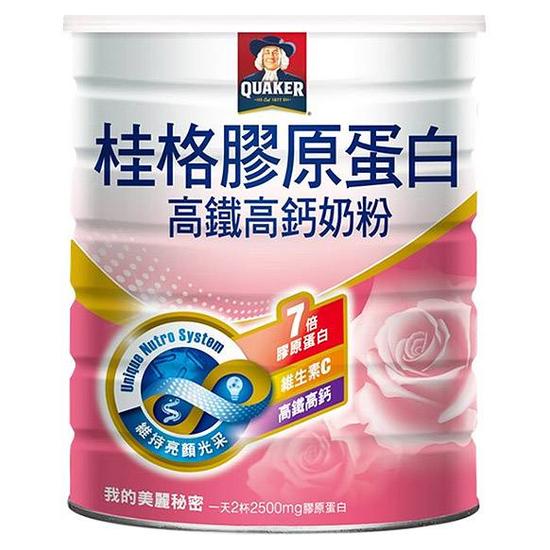 QUAKER
Est 1877
桂格膠原蛋白
高鐵高鈣奶粉
Unique Nutro System
維持亮顏光采
7倍
膠原蛋白
維生素C
高鐵高鈣
我的美麗秘密
一天2杯2500mg膠原蛋白